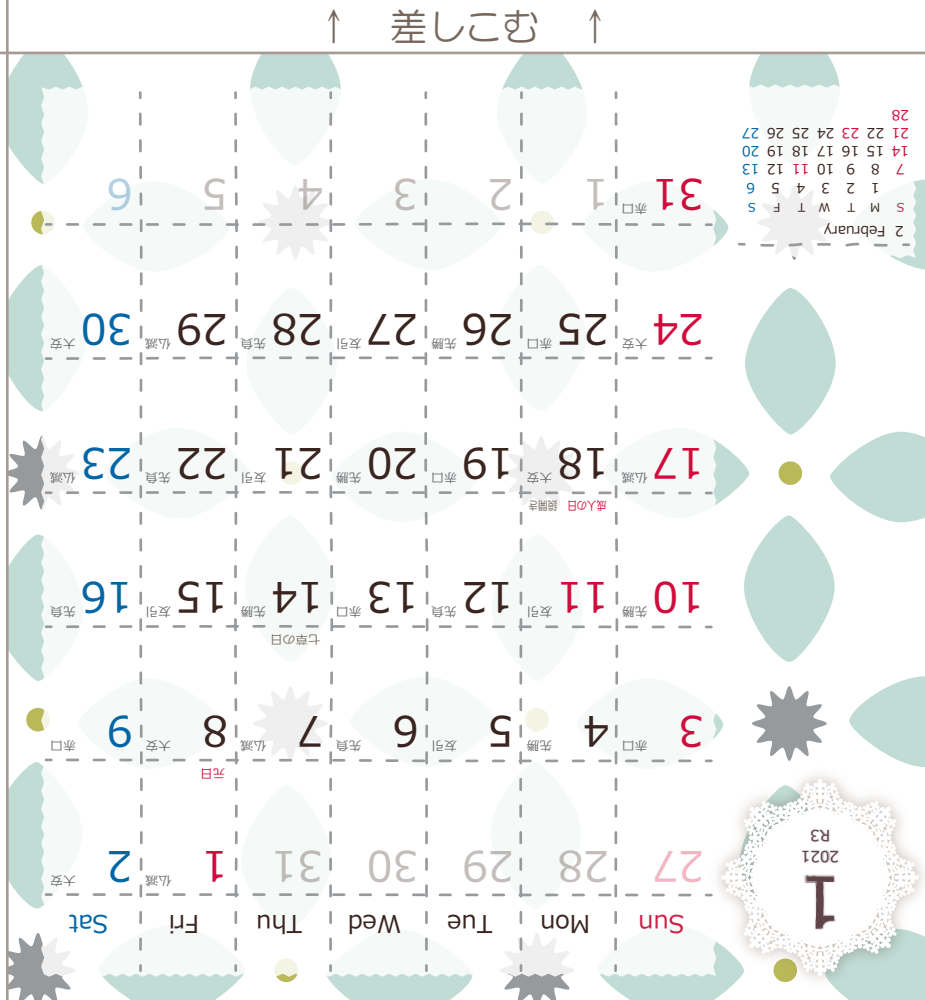 ↑ 差しこむ ↑
1
2021
R3
Sun Mon Tue Wed Thu Fri Sat
27 28 29 30 31 1 仏滅 2 大安
元日
3 赤口 4 先勝 5 友引 6 先負 7 仏滅 8 大安 9 赤口
七草の日
10 先勝 11 友引 12 先負 13 赤口 14 先勝 15 友引 16 先負
成人の日 鏡開き
17 仏滅 18 大安 19 赤口 20 先勝 21 友引 22 先負 23 仏滅
24 大安 25 赤口 26 先勝 27 友引 28 先負 29 仏滅 30 大安
31 赤口 1 2 3 4 5 6
2 February
S M T W T F S
1 2 3 4 5 6
7 8 9 10 11 12 13
14 15 16 17 18 19 20
21 22 23 24 25 26 27
28